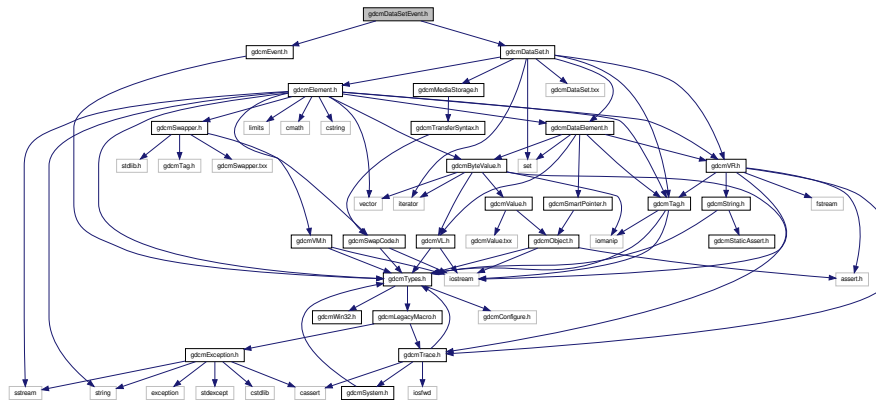 gdcmDataSetEvent.h
gdcmEvent.h
gdcmDataSet.h
gdcmElement.h
gdcmMediaStorage.h
gdcmDataSet.txx
gdcmSwapper.h
limits
cmath
cstring
gdcmTransferSyntax.h
gdcmDataElement.h
stdlib.h
gdcmTag.h
gdcmSwapper.txx
gdcmByteValue.h
set
gdcmVR.h
vector
iterator
gdcmValue.h
gdcmSmartPointer.h
gdcmTag.h
gdcmString.h
fstream
gdcmVM.h
gdcmSwapCode.h
gdcmVL.h
gdcmValue.txx
gdcmObject.h
iomanip
gdcmStaticAssert.h
gdcmTypes.h
iostream
assert.h
gdcmWin32.h
gdcmLegacyMacro.h
gdcmConfigure.h
gdcmException.h
gdcmTrace.h
sstream
string
exception
stdexcept
cstdlib
cassert
gdcmSystem.h
iosfwd